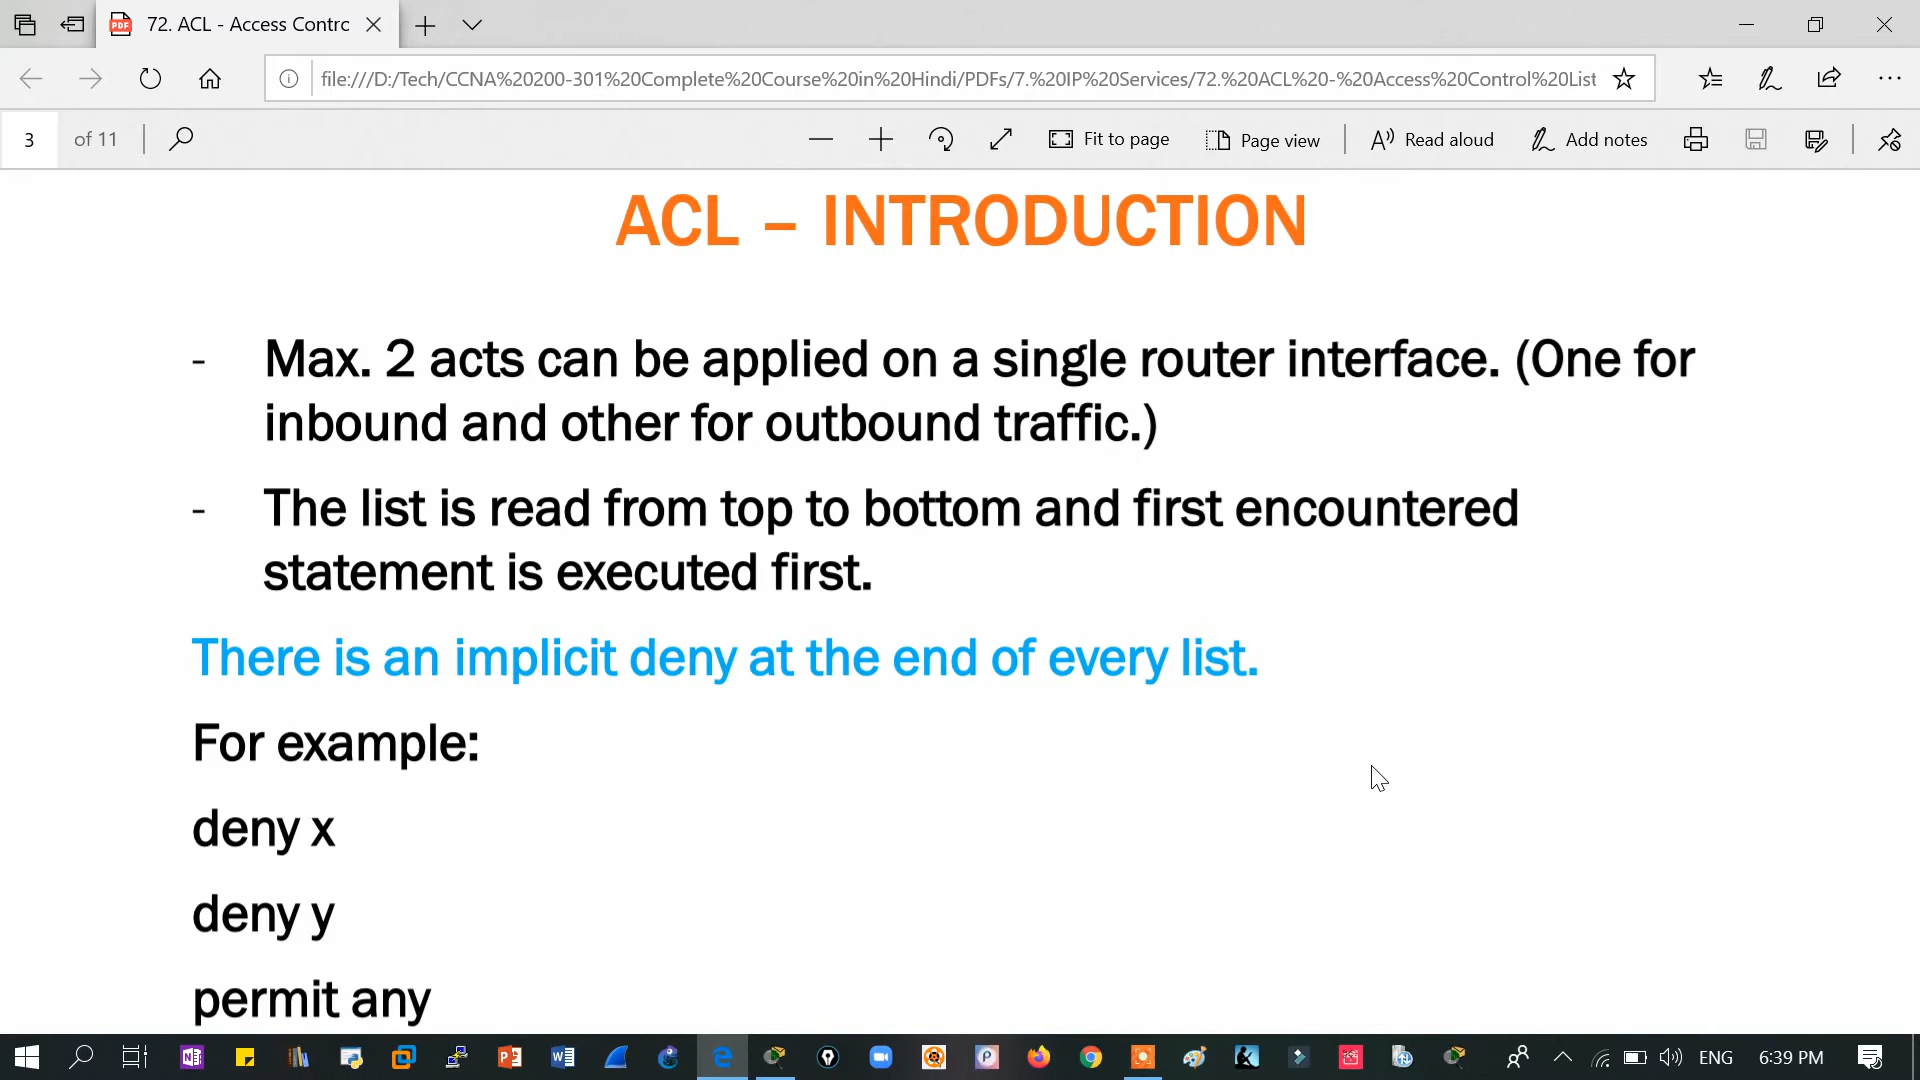 72. ACL - Access Contrc
file:///D:/Tech/CCNA%20200-301%20Complete%20Course%20in%20Hindi/PDFs/7.%20IP%20Services/72.%20ACL%20-%20Access%20Control%20List
3 of 11 Fit to page Page view Read aloud Add notes
ACL – INTRODUCTION
- Max. 2 acts can be applied on a single router interface. (One for
inbound and other for outbound traffic.)
- The list is read from top to bottom and first encountered
statement is executed first.
There is an implicit deny at the end of every list.
For example:
deny x
deny y
permit any
ENG 6:39 PM